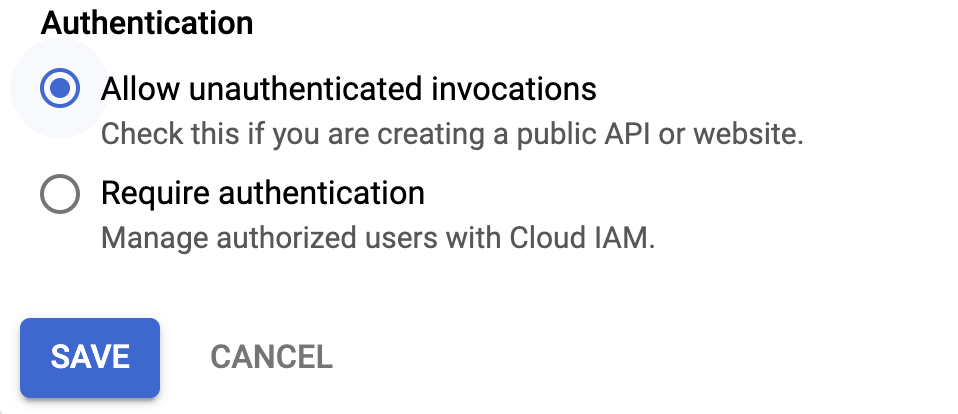 Authentication
Allow unauthenticated invocations
Check this if you are creating a public API or website.
Require authentication
Manage authorized users with Cloud IAM.
SAVE CANCEL